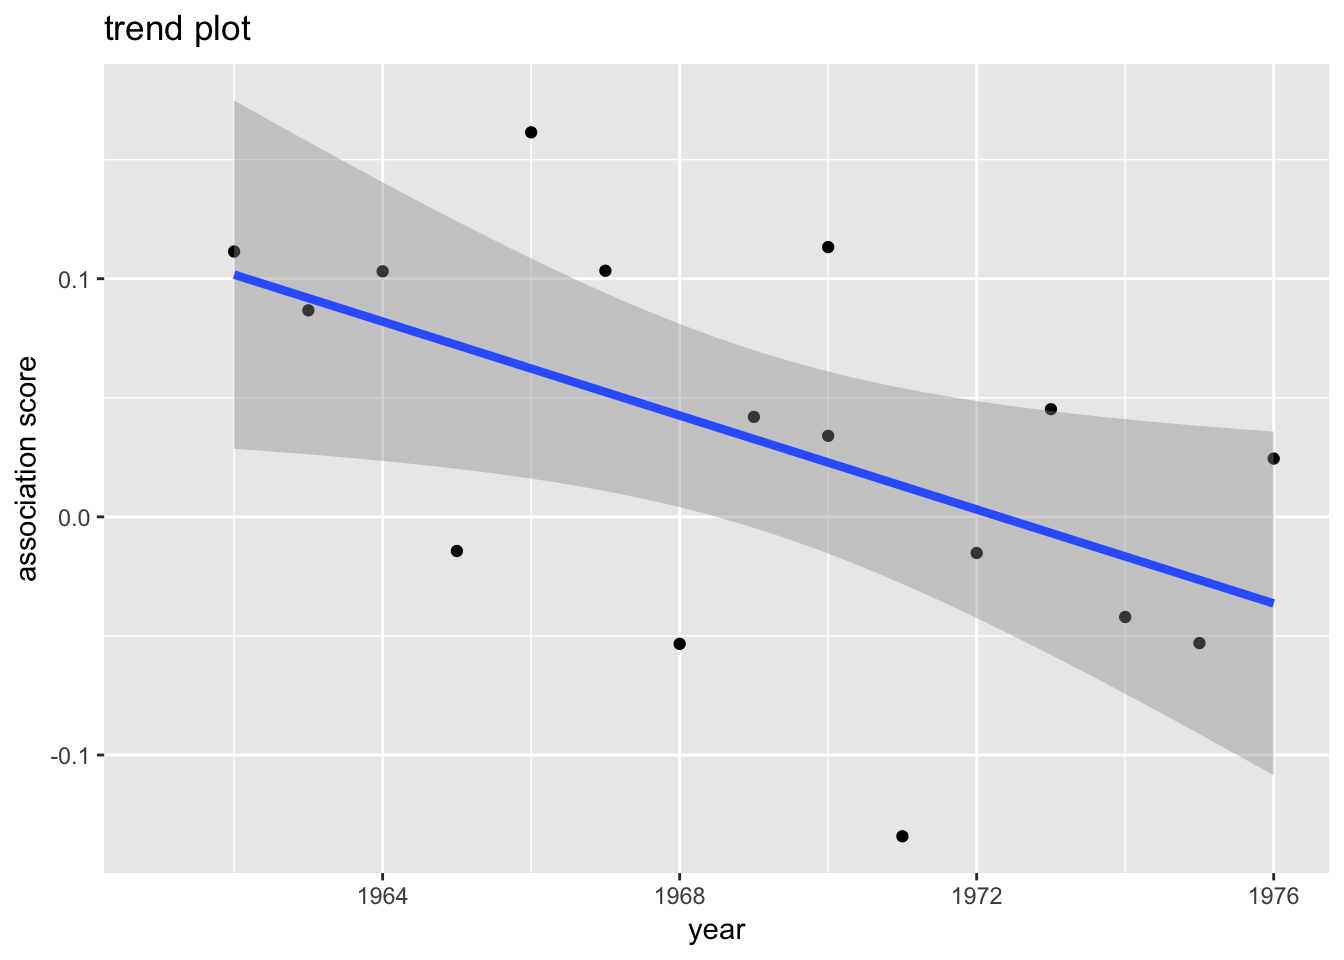 trend plot
association score
0.1
0.0
-0.1
1964 1968 1972 1976
year